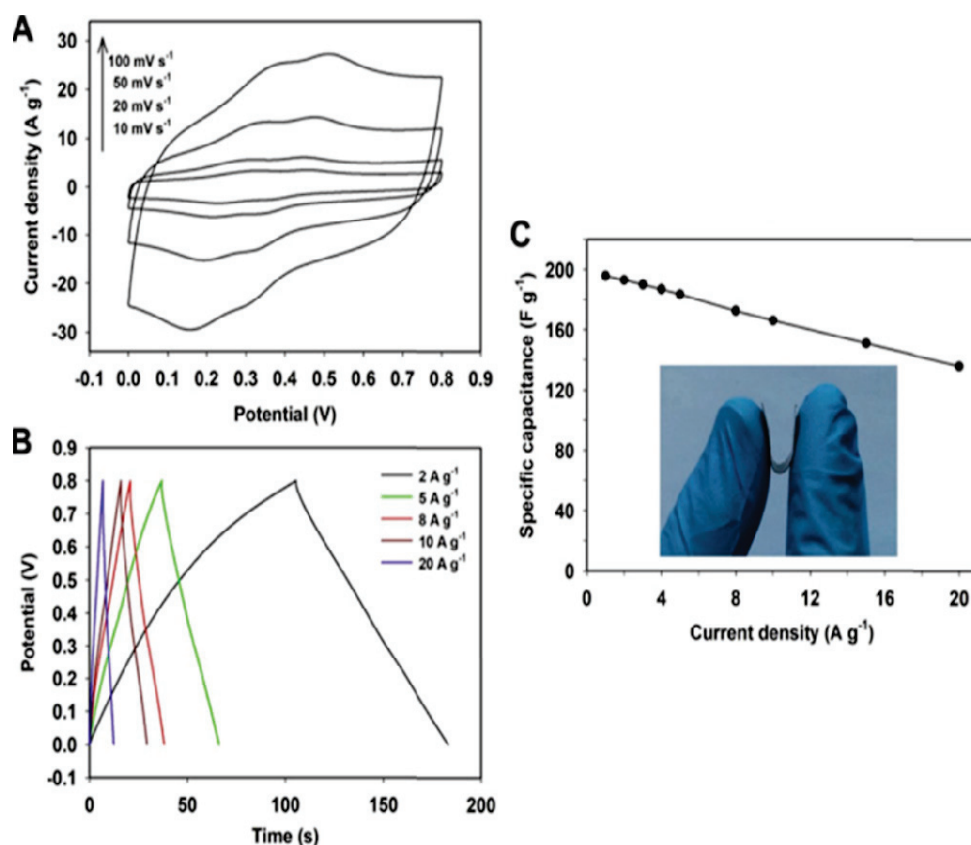 A
30
20
10
0
-10
-20
-30
Current density (A g⁻¹)
100 mV s⁻¹
50 mV s⁻¹
20 mV s⁻¹
10 mV s⁻¹
-0.1 0.0 0.1 0.2 0.3 0.4 0.5 0.6 0.7 0.8 0.9
Potential (V)
B
0.9
0.8
0.7
0.6
0.5
0.4
0.3
0.2
0.1
0.0
-0.1
Potential (V)
2 A g⁻¹
5 A g⁻¹
8 A g⁻¹
10 A g⁻¹
20 A g⁻¹
0 50 100 150 200
Time (s)
C
200
160
120
80
40
0
Specific capacitance (F g⁻¹)
0 4 8 12 16 20
Current density (A g⁻¹)